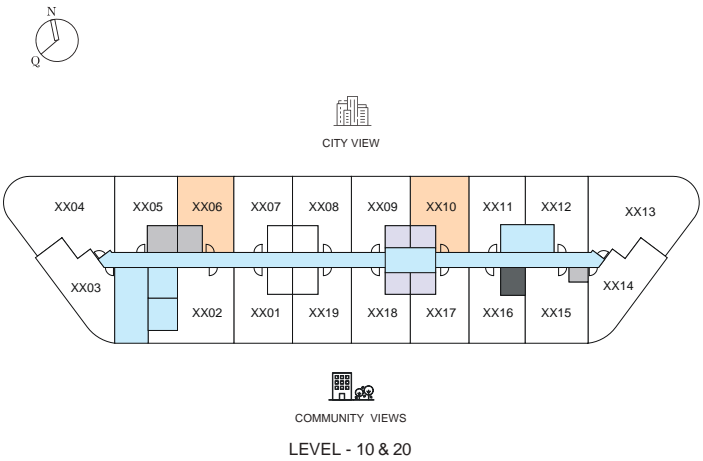 N
Q
CITY VIEW
XX04 XX05 XX06 XX07 XX08 XX09 XX10 XX11 XX12 XX13
XX03 XX14
XX02 XX01 XX19 XX18 XX17 XX16 XX15
COMMUNITY VIEWS
LEVEL - 10 & 20